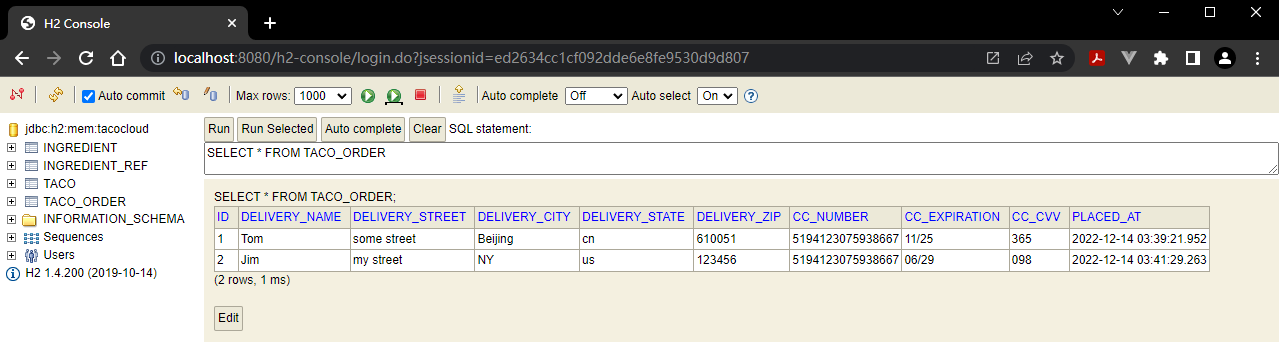 H2 Console
localhost:8080/h2-console/login.do?jsessionid=ed2634cc1cf092dde6e8fe9530d9d807
Auto commit Max rows: 1000 Auto complete Off Auto select On
jdbc:h2:mem:tacocloud
INGREDIENT
INGREDIENT_REF
TACO
TACO_ORDER
INFORMATION_SCHEMA
Sequences
Users
H2 1.4.200 (2019-10-14)
Run Run Selected Auto complete Clear SQL statement:
SELECT * FROM TACO_ORDER
SELECT * FROM TACO_ORDER;
ID DELIVERY_NAME DELIVERY_STREET DELIVERY_CITY DELIVERY_STATE DELIVERY_ZIP CC_NUMBER CC_EXPIRATION CC_CVV PLACED_AT
1 Tom some street Beijing cn 610051 5194123075938667 11/25 365 2022-12-14 03:39:21.952
2 Jim my street NY us 123456 5194123075938667 06/29 098 2022-12-14 03:41:29.263
(2 rows, 1 ms)
Edit